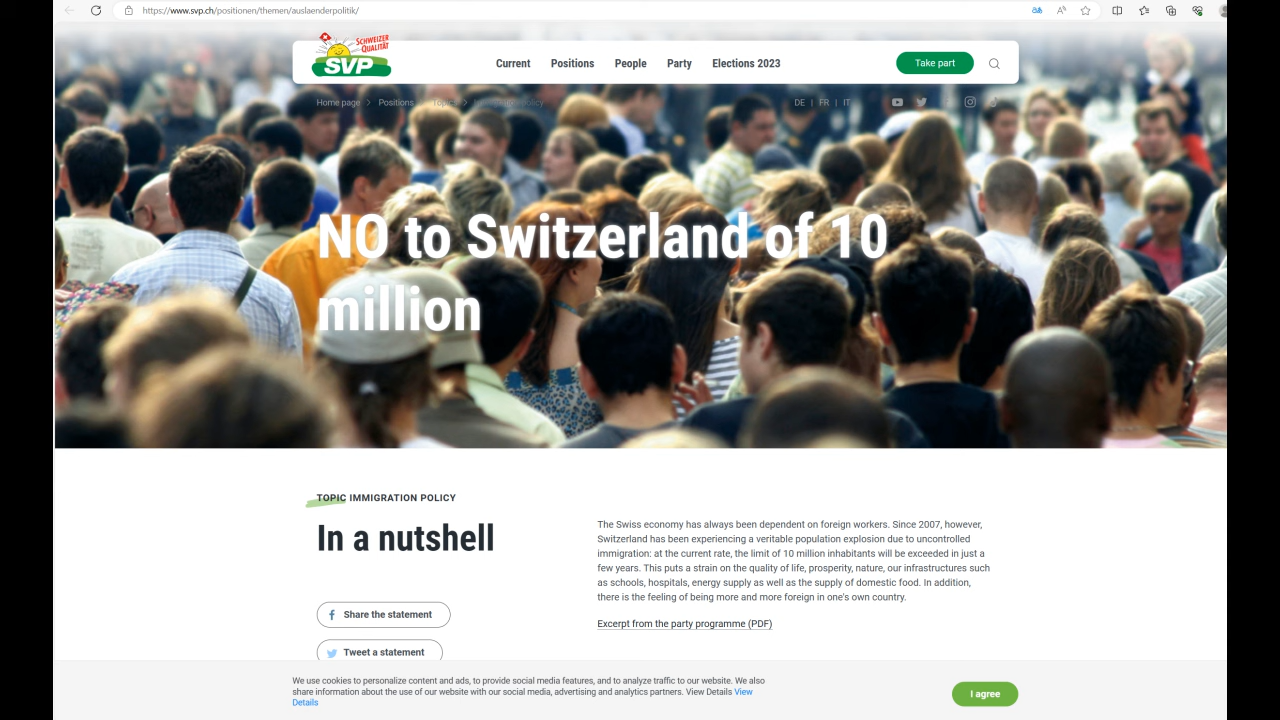 https://www.svp.ch/positionen/themen/auslaenderpolitik/
SCHWEIZER
QUALITÄT
SVP
Current Positions People Party Elections 2023 Take part
Home page > Positions > Topics >
DE | FR | IT
NO to Switzerland of 10
million
TOPIC IMMIGRATION POLICY
In a nutshell
The Swiss economy has always been dependent on foreign workers. Since 2007, however,
Switzerland has been experiencing a veritable population explosion due to uncontrolled
immigration: at the current rate, the limit of 10 million inhabitants will be exceeded in just a
few years. This puts a strain on the quality of life, prosperity, nature, our infrastructures such
as schools, hospitals, energy supply as well as the supply of domestic food. In addition,
there is the feeling of being more and more foreign in one's own country.
Excerpt from the party programme (PDF)
Share the statement
Tweet a statement
We use cookies to personalize content and ads, to provide social media features, and to analyze traffic to our website. We also
share information about the use of our website with our social media, advertising and analytics partners. View Details View
Details
I agree